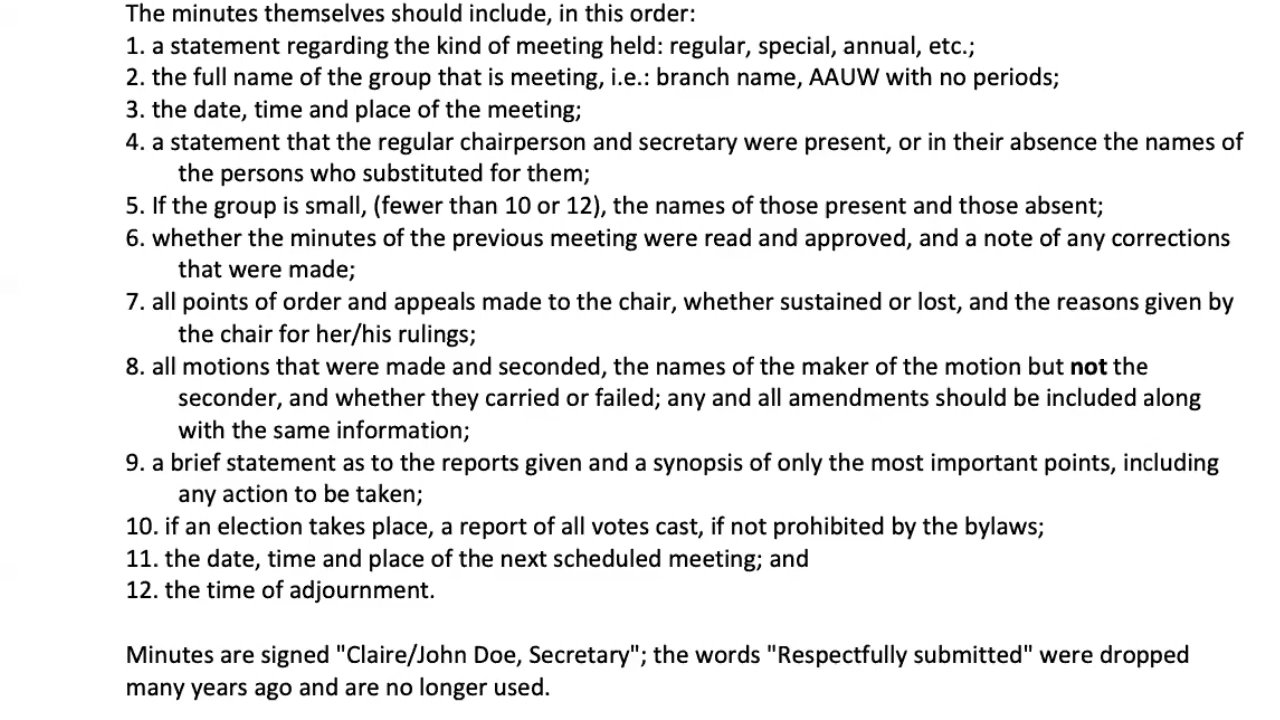 The minutes themselves should include, in this order:
1. a statement regarding the kind of meeting held: regular, special, annual, etc.;
2. the full name of the group that is meeting, i.e.: branch name, AAUW with no periods;
3. the date, time and place of the meeting;
4. a statement that the regular chairperson and secretary were present, or in their absence the names of
the persons who substituted for them;
5. If the group is small, (fewer than 10 or 12), the names of those present and those absent;
6. whether the minutes of the previous meeting were read and approved, and a note of any corrections
that were made;
7. all points of order and appeals made to the chair, whether sustained or lost, and the reasons given by
the chair for her/his rulings;
8. all motions that were made and seconded, the names of the maker of the motion but not the
seconder, and whether they carried or failed; any and all amendments should be included along
with the same information;
9. a brief statement as to the reports given and a synopsis of only the most important points, including
any action to be taken;
10. if an election takes place, a report of all votes cast, if not prohibited by the bylaws;
11. the date, time and place of the next scheduled meeting; and
12. the time of adjournment.
Minutes are signed "Claire/John Doe, Secretary"; the words "Respectfully submitted" were dropped
many years ago and are no longer used.